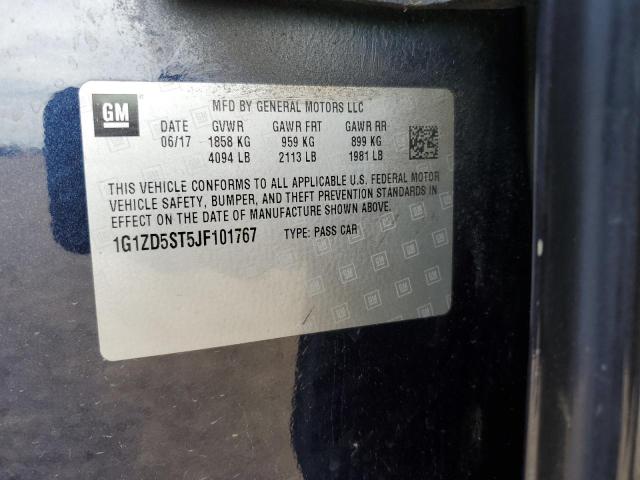 GM
MFD BY GENERAL MOTORS LLC
DATE GVWR GAWR FRT GAWR RR
06/17 1858 KG 959 KG 899 KG
4094 LB 2113 LB 1981 LB
THIS VEHICLE CONFORMS TO ALL APPLICABLE U.S. FEDERAL MOTOR
VEHICLE SAFETY, BUMPER, AND THEFT PREVENTION STANDARDS IN
EFFECT ON THE DATE OF MANUFACTURE SHOWN ABOVE.
1G1ZD5ST5JF101767 TYPE: PASS CAR